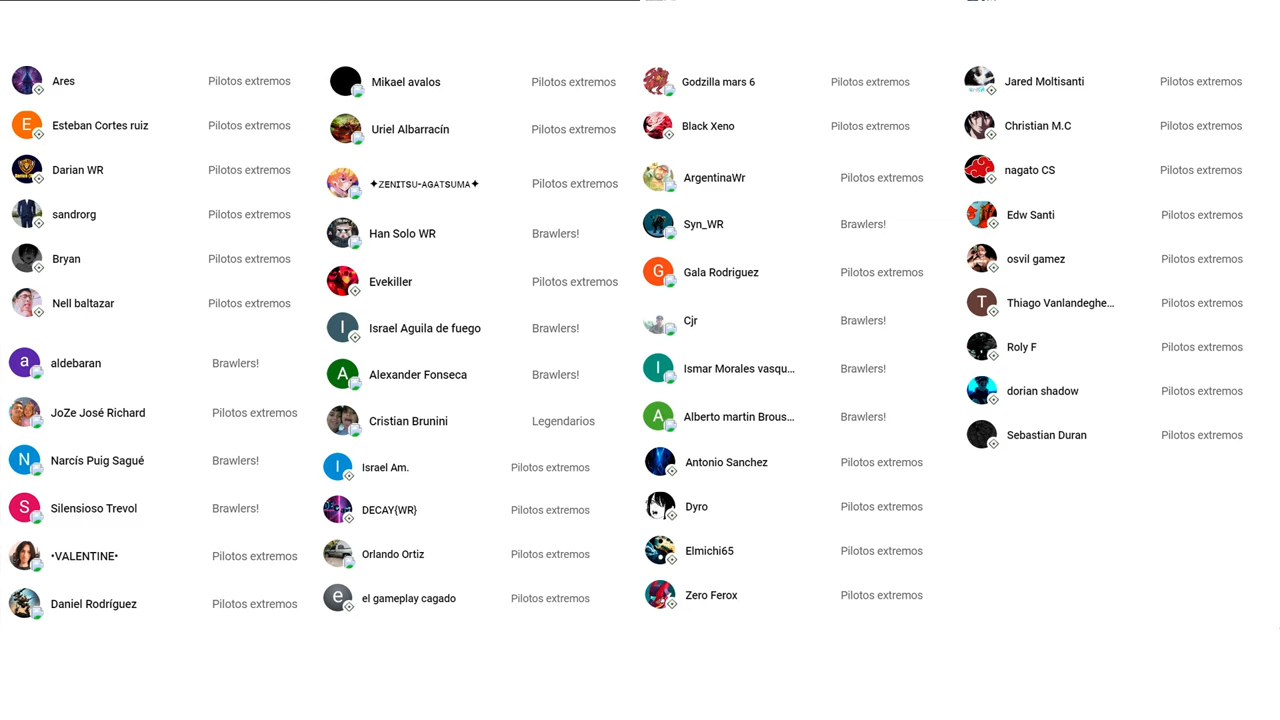 Ares Pilotos extremos
E Esteban Cortes ruiz Pilotos extremos
Darian WR Pilotos extremos
sandrorg Pilotos extremos
Bryan Pilotos extremos
Nell baltazar Pilotos extremos
a aldebaran Brawlers!
JoZe José Richard Pilotos extremos
N Narcís Puig Sagué Brawlers!
S Silensioso Trevol Brawlers!
•VALENTINE• Pilotos extremos
Daniel Rodríguez Pilotos extremos
Mikael avalos Pilotos extremos
Uriel Albarracín Pilotos extremos
✦ZENITSU-AGATSUMA✦ Pilotos extremos
Han Solo WR Brawlers!
Evekiller Pilotos extremos
I Israel Aguila de fuego Brawlers!
A Alexander Fonseca Brawlers!
Cristian Brunini Legendarios
I Israel Am. Pilotos extremos
DECAY{WR} Pilotos extremos
Orlando Ortiz Pilotos extremos
e el gameplay cagado Pilotos extremos
Godzilla mars 6 Pilotos extremos
Black Xeno Pilotos extremos
ArgentinaWr Pilotos extremos
Syn_WR Brawlers!
G Gala Rodriguez Pilotos extremos
Cjr Brawlers!
I Ismar Morales vasqu... Brawlers!
A Alberto martin Brous... Brawlers!
Antonio Sanchez Pilotos extremos
Dyro Pilotos extremos
Elmichi65 Pilotos extremos
Zero Ferox Pilotos extremos
Jared Moltisanti Pilotos extremos
Christian M.C Pilotos extremos
nagato CS Pilotos extremos
Edw Santi Pilotos extremos
osvil gamez Pilotos extremos
T Thiago Vanlandeghe... Pilotos extremos
Roly F Pilotos extremos
dorian shadow Pilotos extremos
Sebastian Duran Pilotos extremos